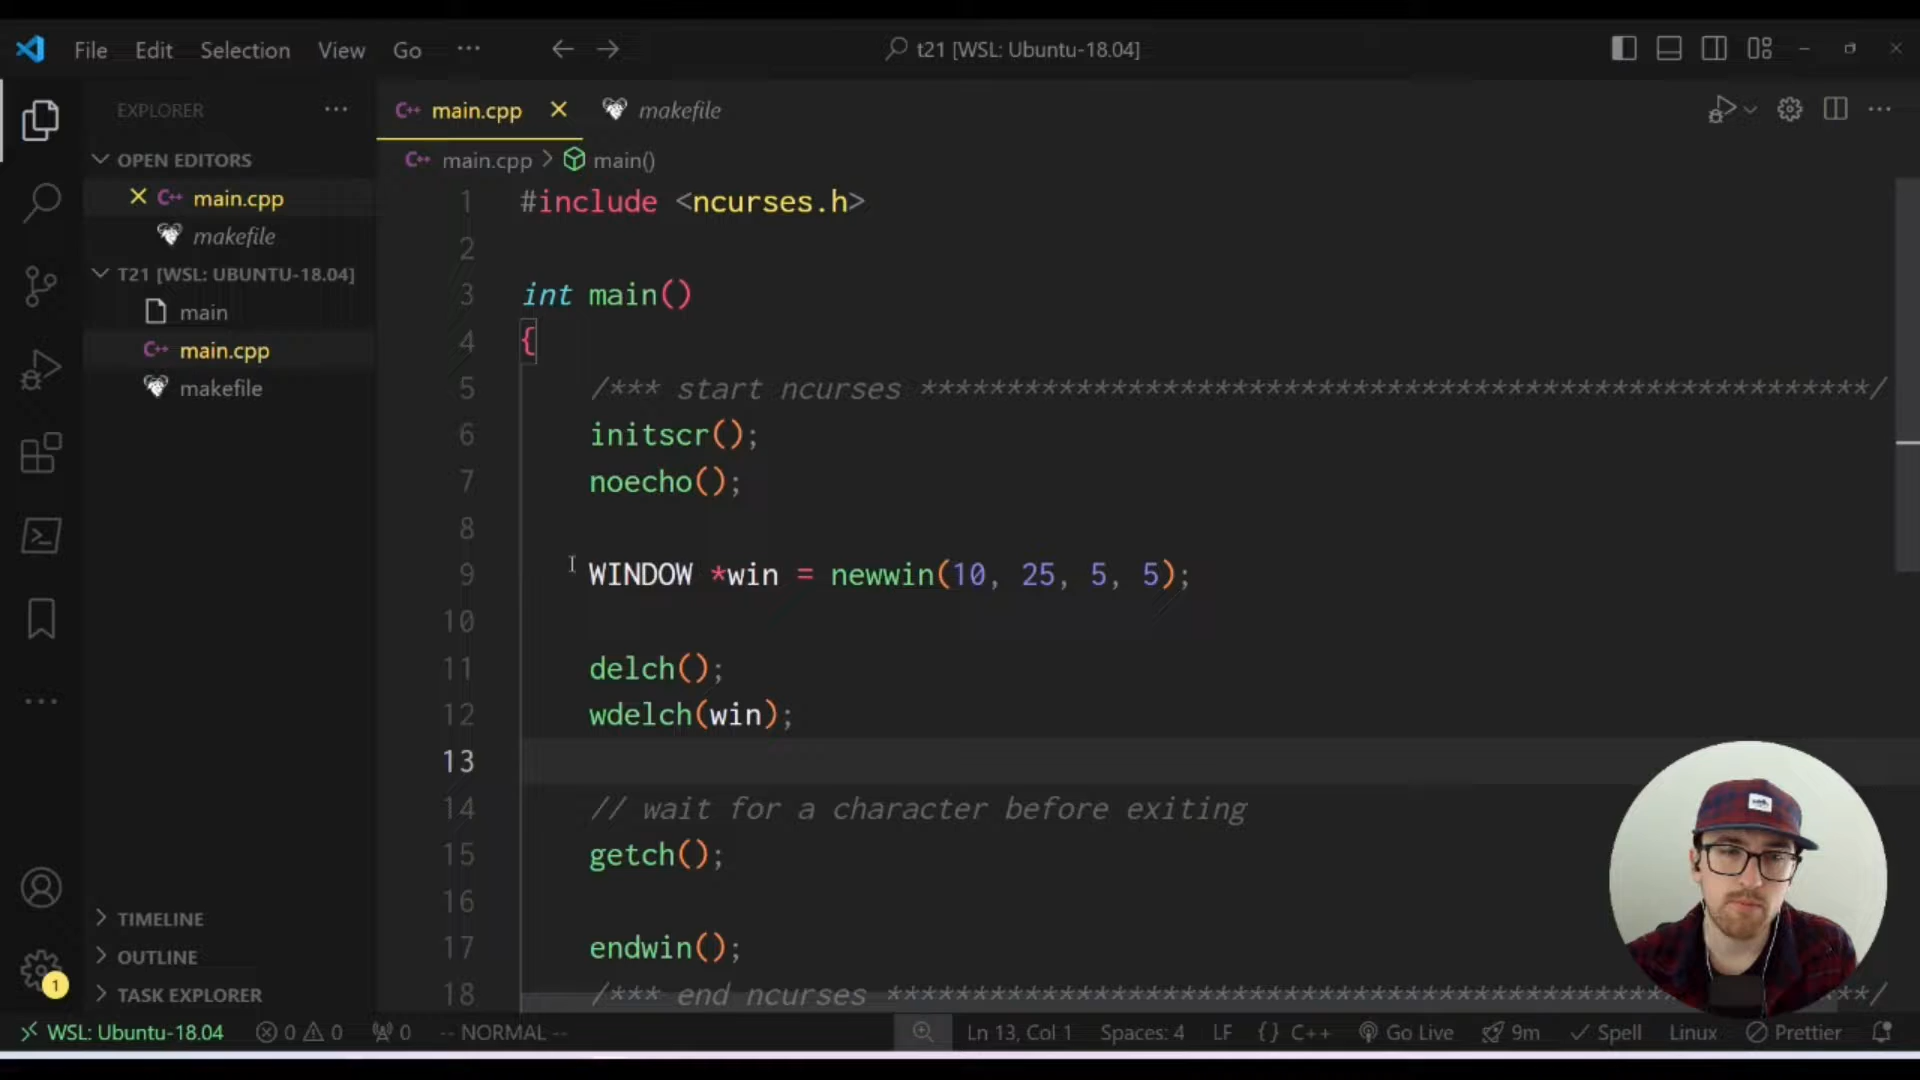 File Edit Selection View Go ··· t21 [WSL: Ubuntu-18.04]
EXPLORER ···
OPEN EDITORS
C++ main.cpp
makefile
T21 [WSL: UBUNTU-18.04]
main
C++ main.cpp
makefile
TIMELINE
OUTLINE
TASK EXPLORER
C++ main.cpp makefile
C++ main.cpp > main()
1 #include <ncurses.h>
2
3 int main()
4 {
5 /*** start ncurses *******************************************************/
6 initscr();
7 noecho();
8
9 WINDOW *win = newwin(10, 25, 5, 5);
10
11 delch();
12 wdelch(win);
13
14 // wait for a character before exiting
15 getch();
16
17 endwin();
18 /*** end ncurses *********************************************************/
1
WSL: Ubuntu-18.04 0 0 0 -- NORMAL -- Ln 13, Col 1 Spaces: 4 LF {} C++ Go Live 9m Spell Linux Prettier